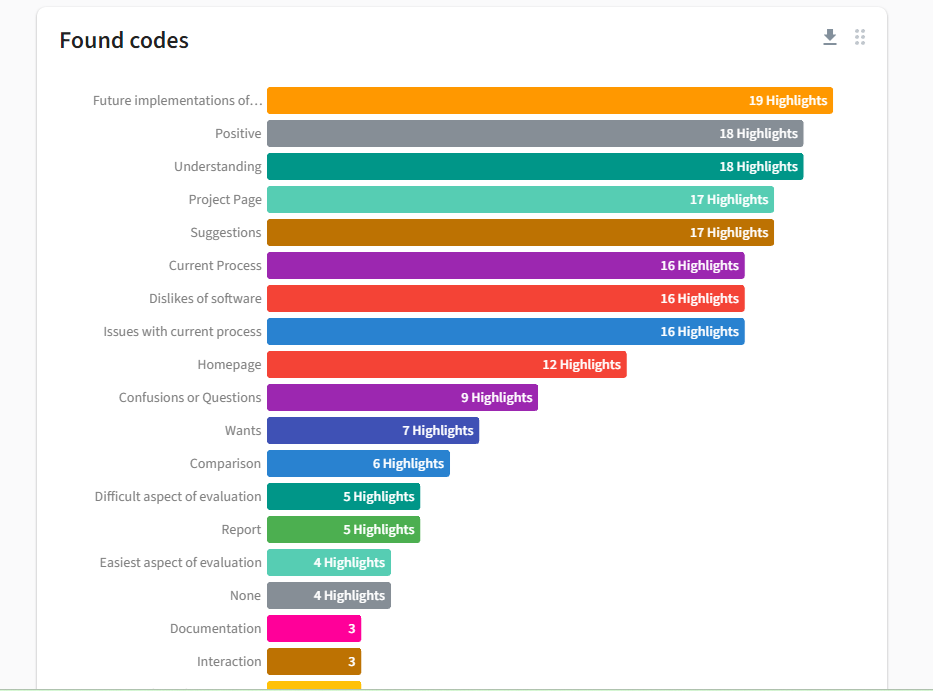 Found codes
Future implementations of... 19 Highlights
Positive 18 Highlights
Understanding 18 Highlights
Project Page 17 Highlights
Suggestions 17 Highlights
Current Process 16 Highlights
Dislikes of software 16 Highlights
Issues with current process 16 Highlights
Homepage 12 Highlights
Confusions or Questions 9 Highlights
Wants 7 Highlights
Comparison 6 Highlights
Difficult aspect of evaluation 5 Highlights
Report 5 Highlights
Easiest aspect of evaluation 4 Highlights
None 4 Highlights
Documentation 3
Interaction 3